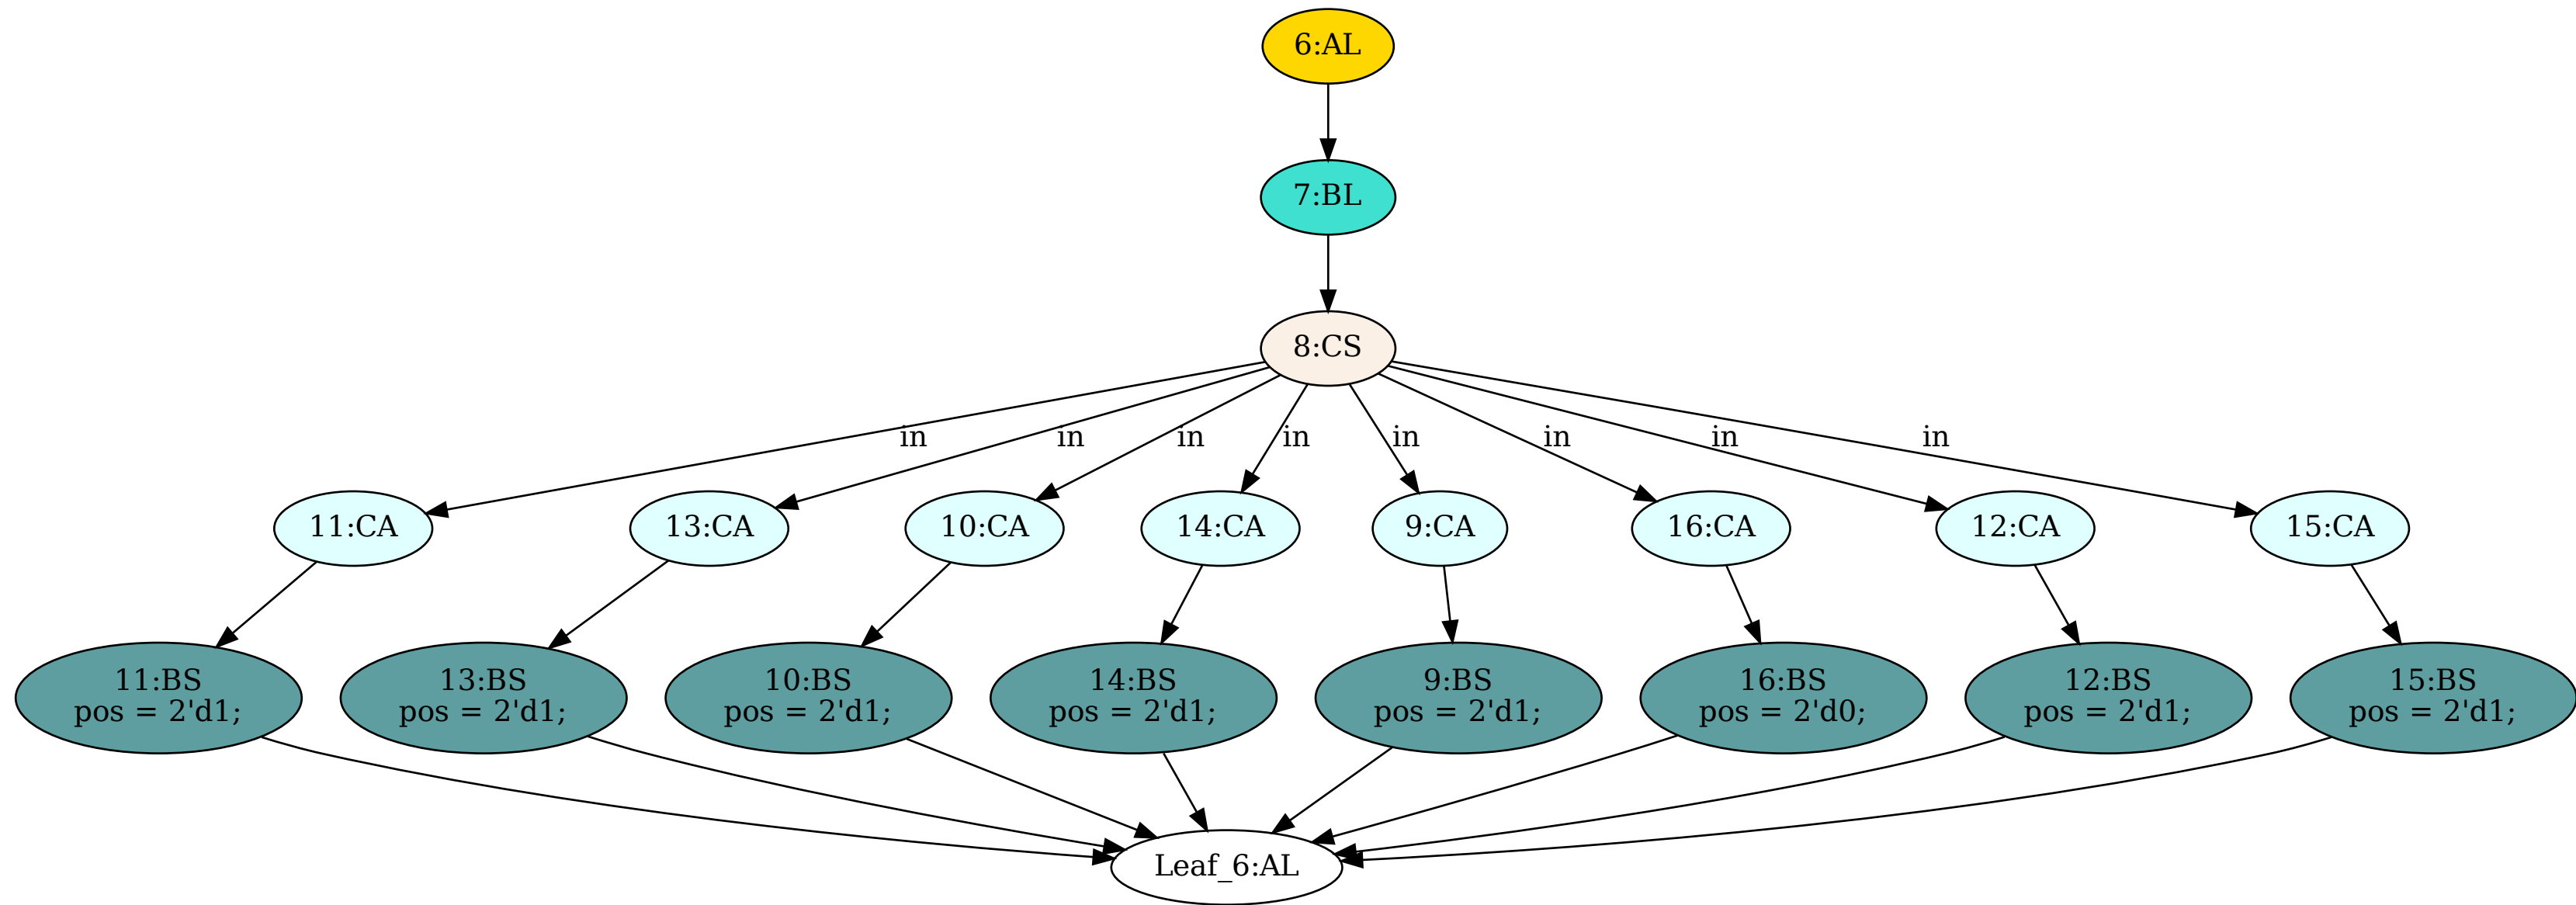 6:AL
7:BL
8:CS
in in in in in in in in
11:CA 13:CA 10:CA 14:CA 9:CA 16:CA 12:CA 15:CA
11:BS
pos = 2'd1;
13:BS
pos = 2'd1;
10:BS
pos = 2'd1;
14:BS
pos = 2'd1;
9:BS
pos = 2'd1;
16:BS
pos = 2'd0;
12:BS
pos = 2'd1;
15:BS
pos = 2'd1;
Leaf_6:AL